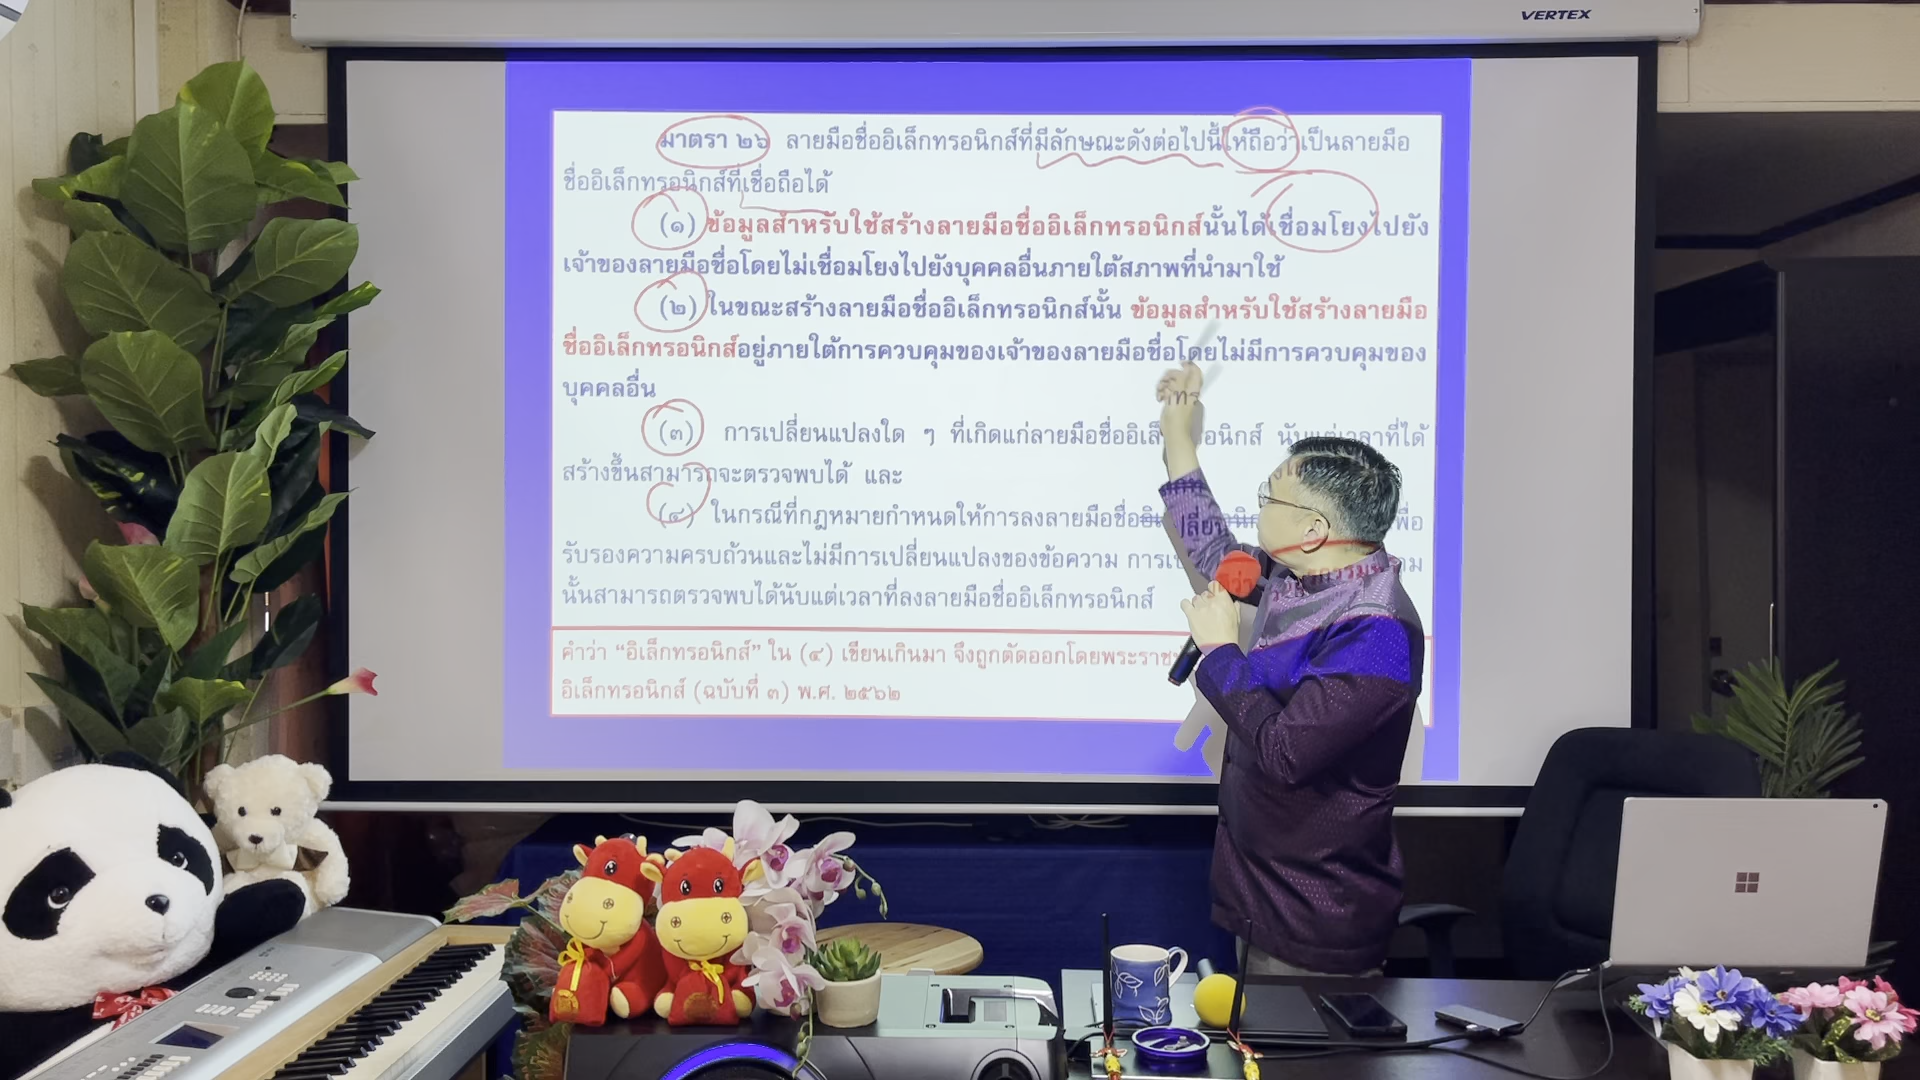 VERTEX
มาตรา ๒๖ ลายมือชื่ออิเล็กทรอนิกส์ที่มีลักษณะดังต่อไปนี้ให้ถือว่าเป็นลายมือ
ชื่ออิเล็กทรอนิกส์ที่เชื่อถือได้
(๑) ข้อมูลสำหรับใช้สร้างลายมือชื่ออิเล็กทรอนิกส์นั้นได้เชื่อมโยงไปยัง
เจ้าของลายมือชื่อโดยไม่เชื่อมโยงไปยังบุคคลอื่นภายใต้สภาพที่นำมาใช้
(๒) ในขณะสร้างลายมือชื่ออิเล็กทรอนิกส์นั้น ข้อมูลสำหรับใช้สร้างลายมือ
ชื่ออิเล็กทรอนิกส์อยู่ภายใต้การควบคุมของเจ้าของลายมือชื่อโดยไม่มีการควบคุมของ
บุคคลอื่น
(๓) การเปลี่ยนแปลงใด ๆ ที่เกิดแก่ลายมือชื่ออิเล็กทรอนิกส์ นับแต่เวลาที่ได้
สร้างขึ้นสามารถจะตรวจพบได้ และ
(๔) ในกรณีที่กฎหมายกำหนดให้การลงลายมือชื่อ
รับรองความครบถ้วนและไม่มีการเปลี่ยนแปลงของข้อความ
นั้นสามารถตรวจพบได้นับแต่เวลาที่ลงลายมือชื่ออิเล็กทรอนิกส์
คำว่า “อิเล็กทรอนิกส์” ใน (๔) เขียนเกินมา จึงถูกตัดออกโดย
อิเล็กทรอนิกส์ (ฉบับที่ ๓) พ.ศ. ๒๕๖๒